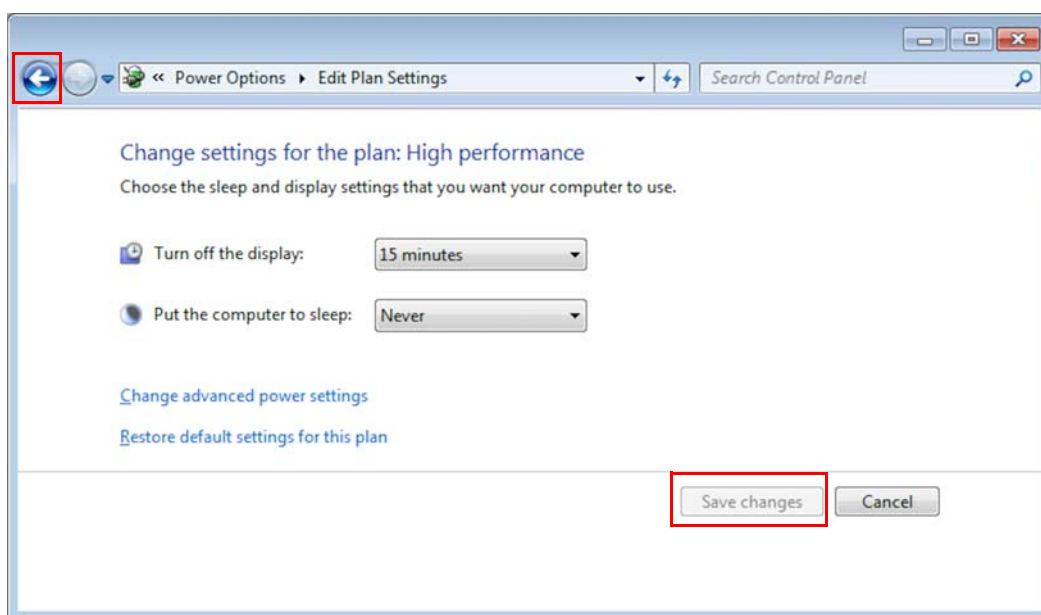 « Power Options ▸ Edit Plan Settings
Search Control Panel
Change settings for the plan: High performance
Choose the sleep and display settings that you want your computer to use.
Turn off the display: 15 minutes
Put the computer to sleep: Never
Change advanced power settings
Restore default settings for this plan
Save changes Cancel